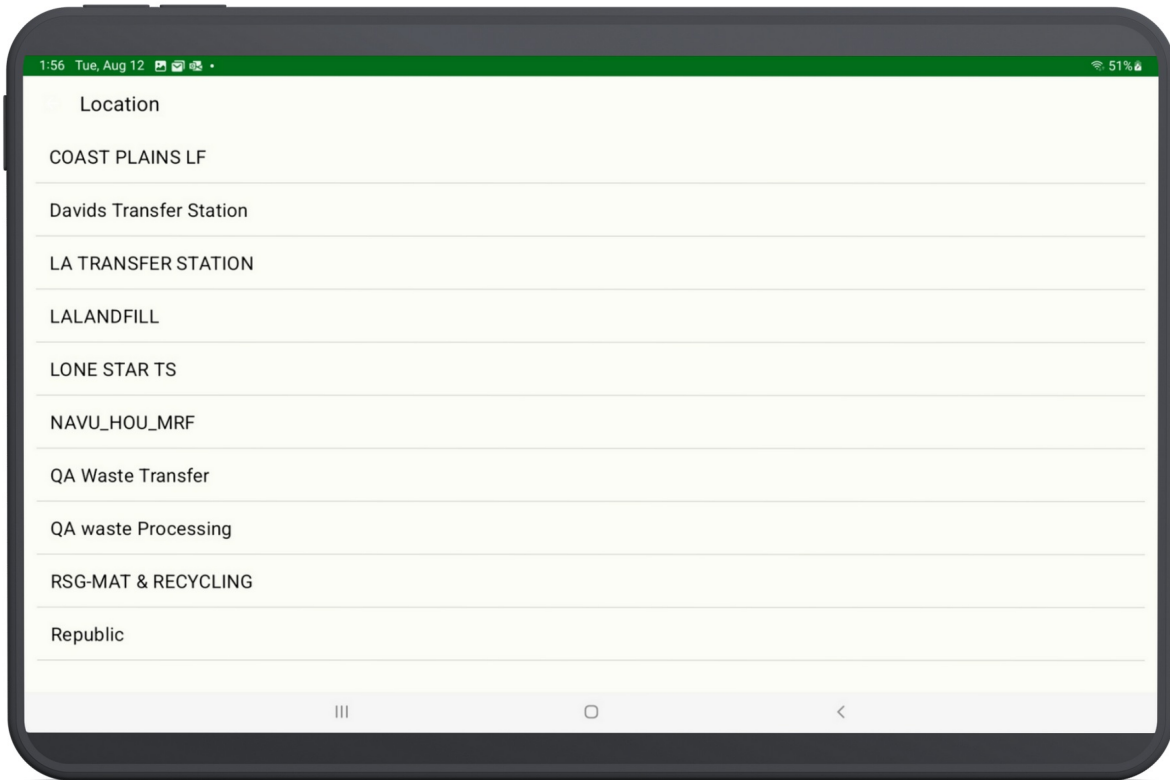 1:56 Tue, Aug 12
51%
Location
COAST PLAINS LF
Davids Transfer Station
LA TRANSFER STATION
LALANDFILL
LONE STAR TS
NAVU_HOU_MRF
QA Waste Transfer
QA waste Processing
RSG-MAT & RECYCLING
Republic